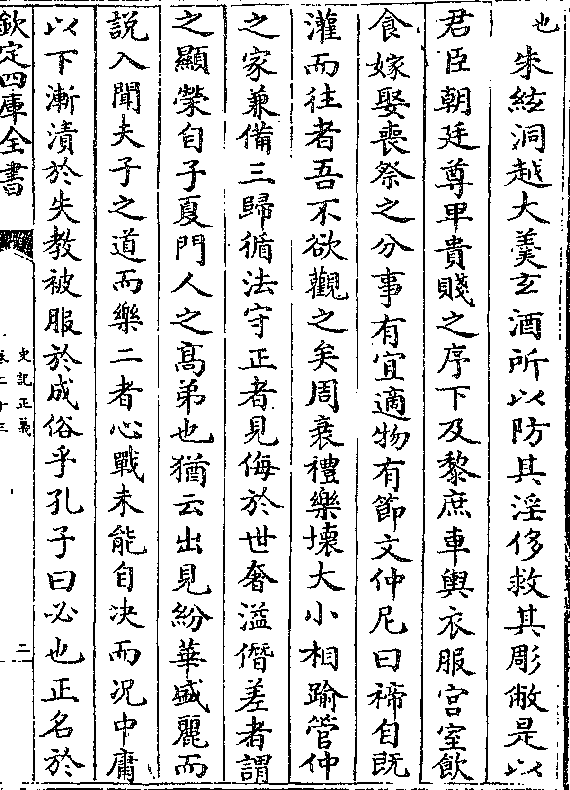 也朱絃洞越大羹玄酒所以防其淫侈救其彫敝是以
君臣朝廷尊卑貴賤之序下及黎庶車輿衣服宮室飲
食嫁娶喪祭之分事有宜適物有節文仲尼曰禘自既
灌而往者吾不欲觀之矣周衰禮樂壞大小相踰管仲
之家兼備三歸循法守正者見侮於世奢溢僭差者謂
之顯榮自子夏門人之高弟也猶云出見紛華盛麗而
說入聞夫子之道而樂二者心戰未能自決而況中庸
以下漸漬於失教被服於成俗乎孔子曰必也正名於
欽定四庫全書
史記正義
卷二十三
二